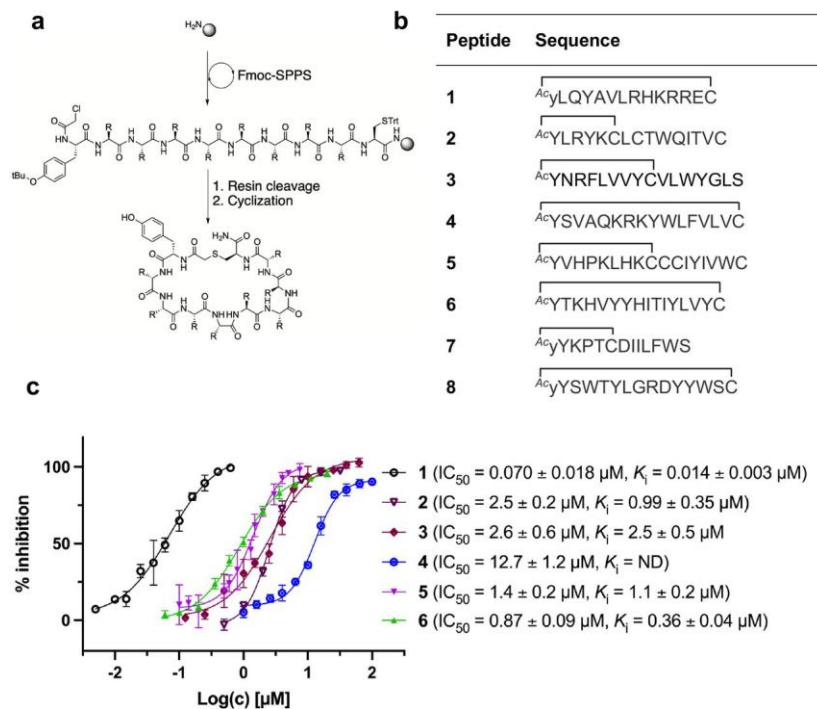 a
H₂N
Fmoc-SPPS
Cl
O
HN
tBu
O
R
H
N
STrt
1. Resin cleavage
2. Cyclization
HO
H₂N
O
S
NH
HN
R
b
Peptide Sequence
1 AcyLQYAVLRHKRREC
2 AcYLRYKCLCTWQITVC
3 AcYNRFLVVYCVLWYGLS
4 AcYSVAQKRKYWLFVLVC
5 AcYVHPKLHKCCCIYIVWC
6 AcYTKHVYYHITIYLVYC
7 AcyYKPTCDIILFWS
8 AcyYSWTYLGRDYYWSC
c
% inhibition
100
50
0
-2 -1 0 1 2
Log(c) [µM]
1 (IC50 = 0.070 ± 0.018 µM, Ki = 0.014 ± 0.003 µM)
2 (IC50 = 2.5 ± 0.2 µM, Ki = 0.99 ± 0.35 µM)
3 (IC50 = 2.6 ± 0.6 µM, Ki = 2.5 ± 0.5 µM
4 (IC50 = 12.7 ± 1.2 µM, Ki = ND)
5 (IC50 = 1.4 ± 0.2 µM, Ki = 1.1 ± 0.2 µM)
6 (IC50 = 0.87 ± 0.09 µM, Ki = 0.36 ± 0.04 µM)